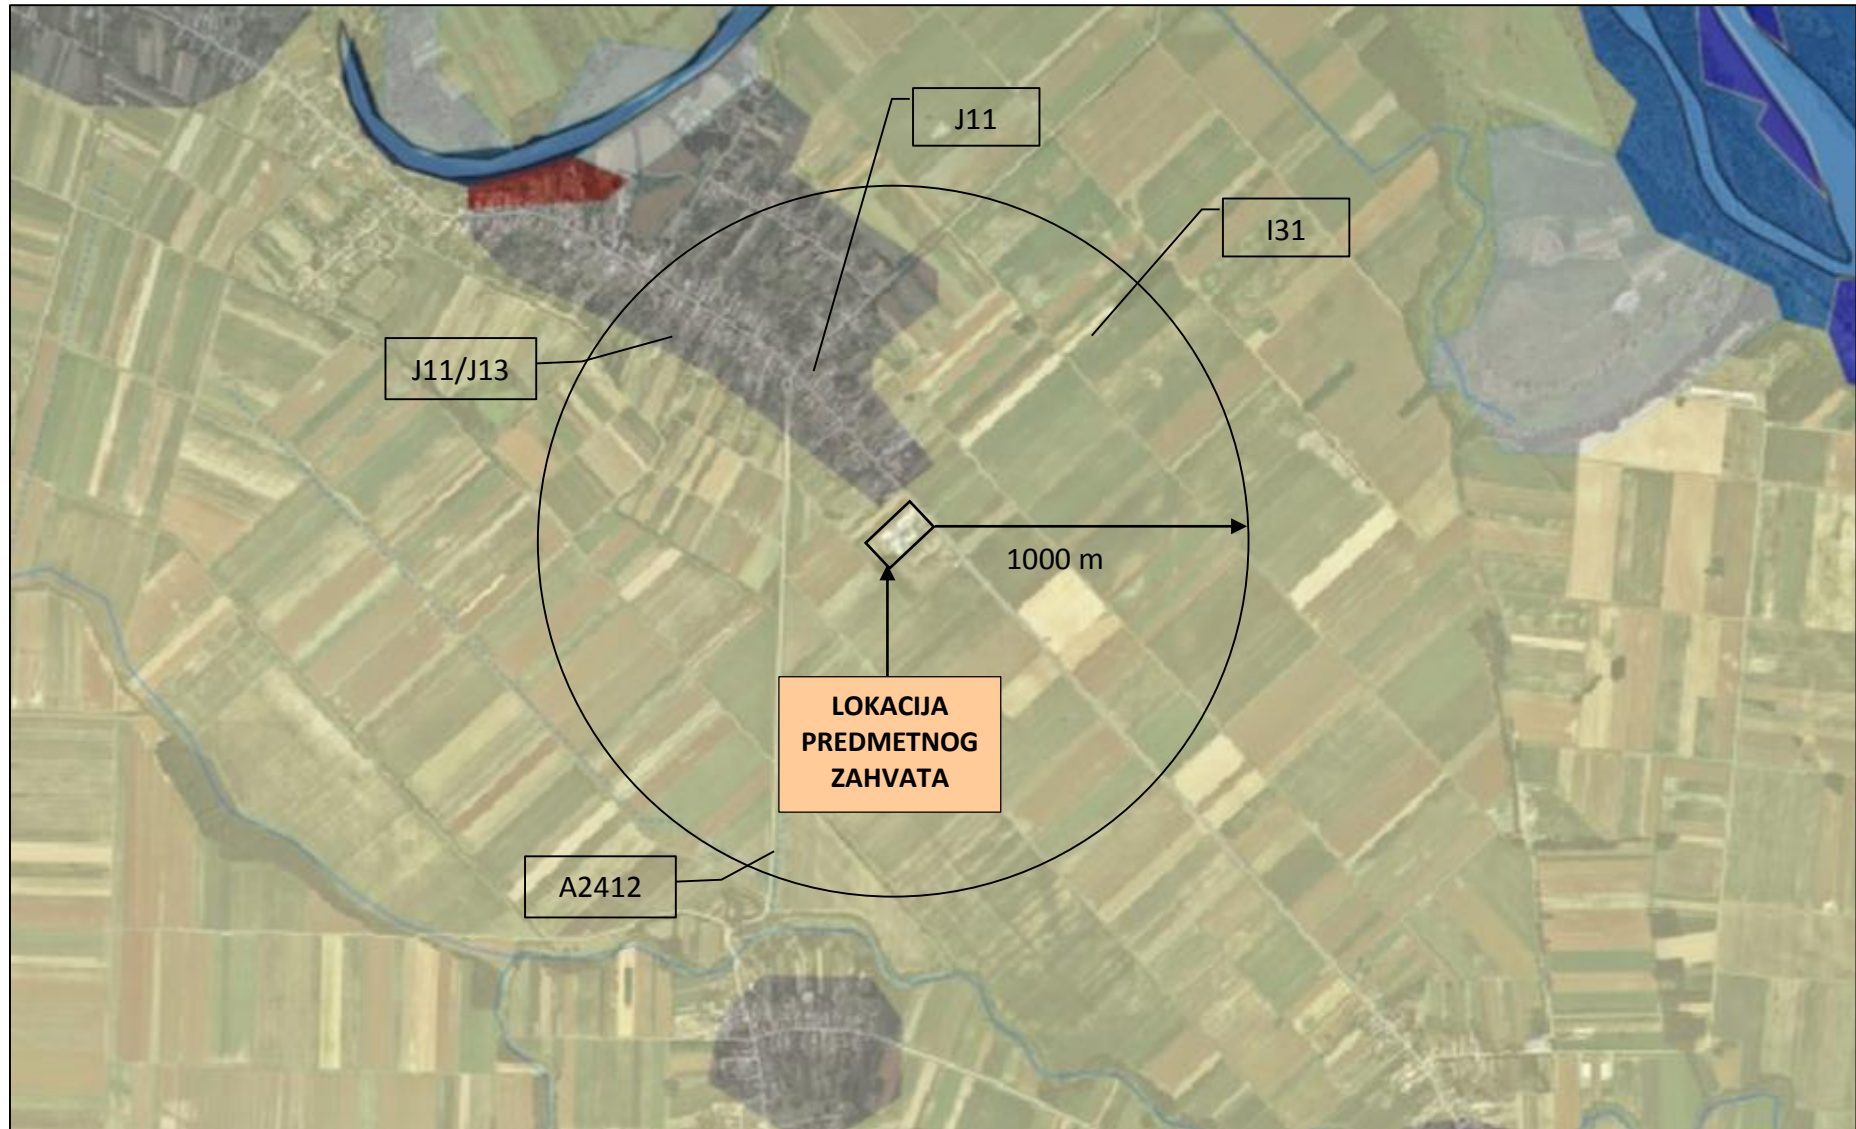 J11
I31
J11/J13
1000 m
LOKACIJA
PREDMETNOG
ZAHVATA
A2412